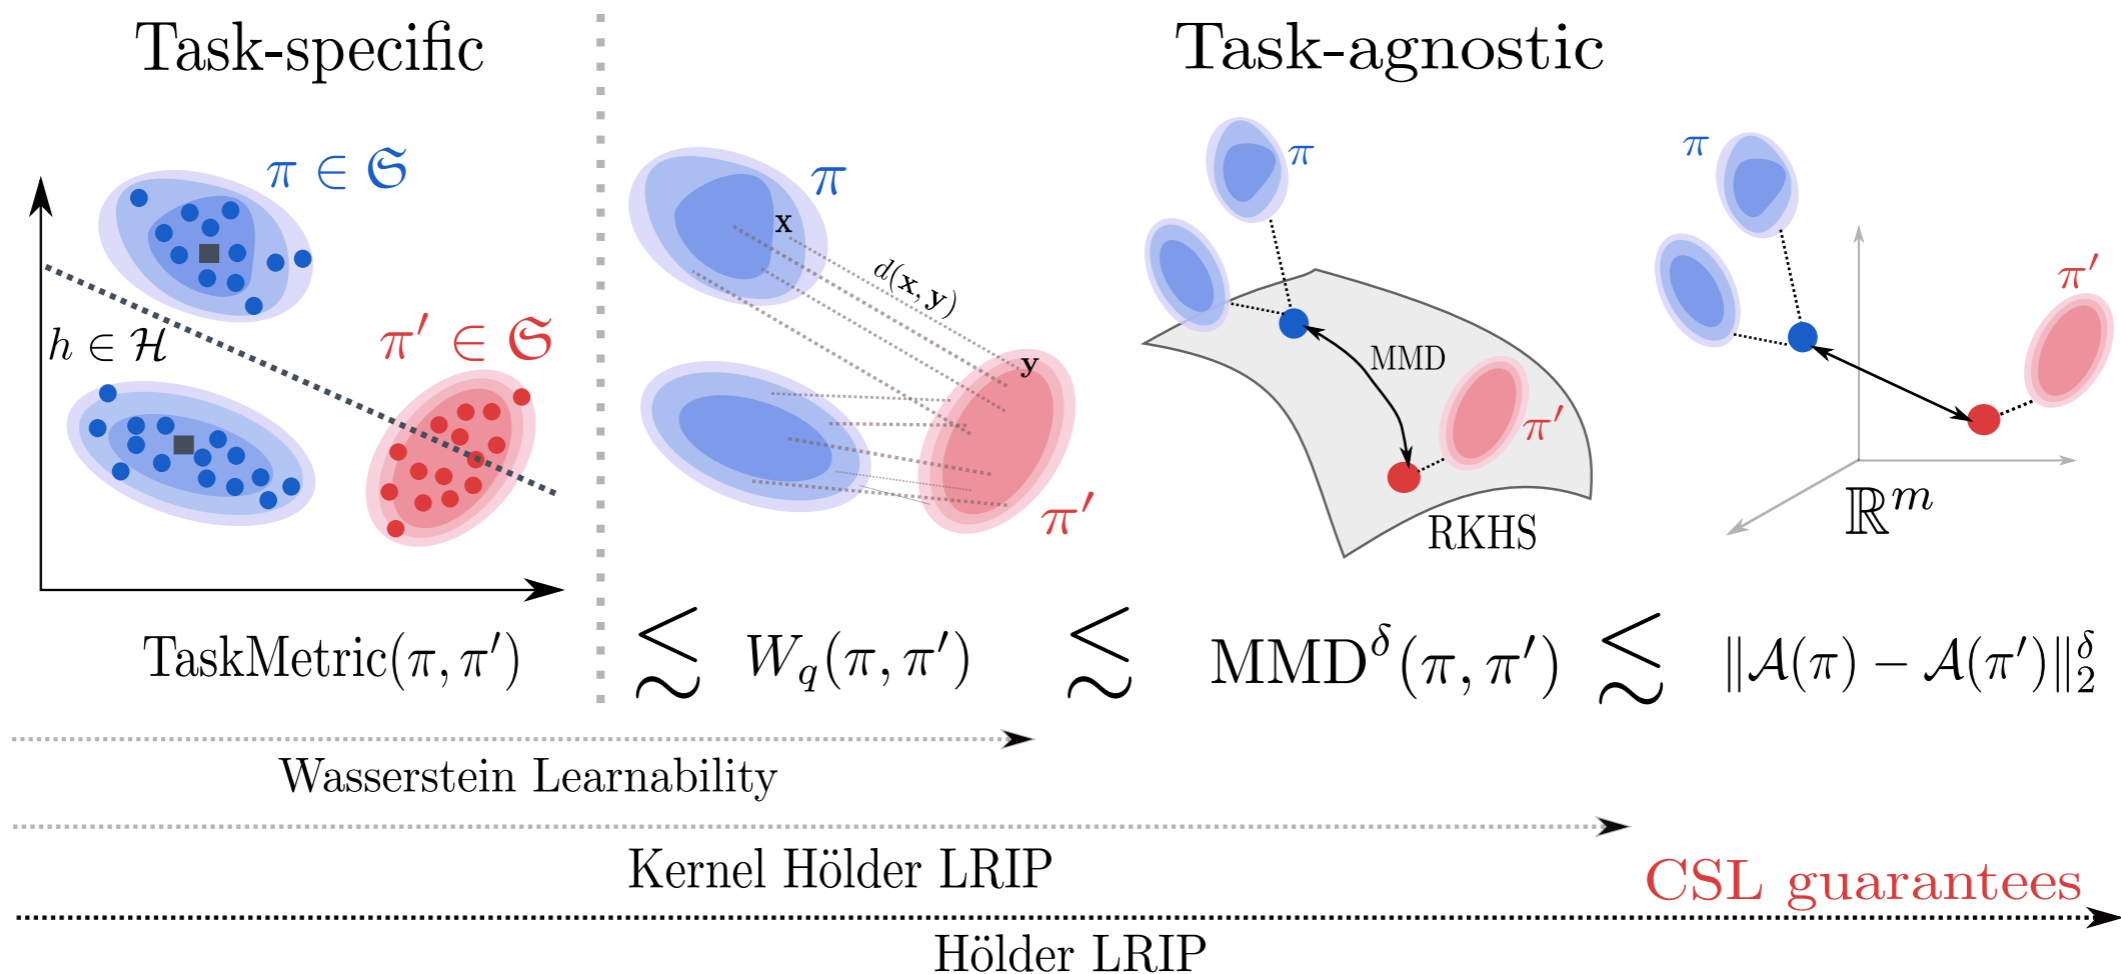 Task-specific
Task-agnostic
π ∈ 𝔖
h ∈ ℋ
π′ ∈ 𝔖
π
x
d(x, y)
y
π′
π
MMD
π′
RKHS
π
π′
ℝᵐ
TaskMetric(π, π′) ≲ W_q(π, π′) ≲ MMD^δ(π, π′) ≲ ‖𝒜(π) − 𝒜(π′)‖₂^δ
Wasserstein Learnability
Kernel Hölder LRIP
CSL guarantees
Hölder LRIP